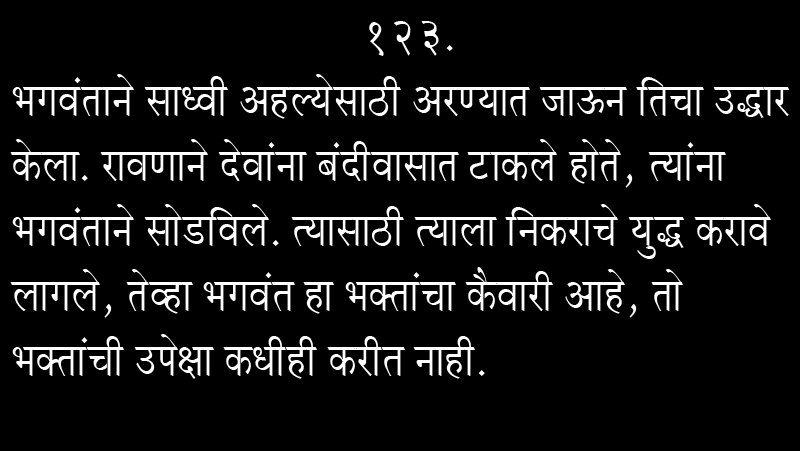 १२३.
भगवंताने साध्वी अहल्येसाठी अरण्यात जाऊन तिचा उद्धार
केला. रावणाने देवांना बंदीवासात टाकले होते, त्यांना
भगवंताने सोडविले. त्यासाठी त्याला निकराचे युद्ध करावे
लागले, तेव्हा भगवंत हा भक्तांचा कैवारी आहे, तो
भक्तांची उपेक्षा कधीही करीत नाही.